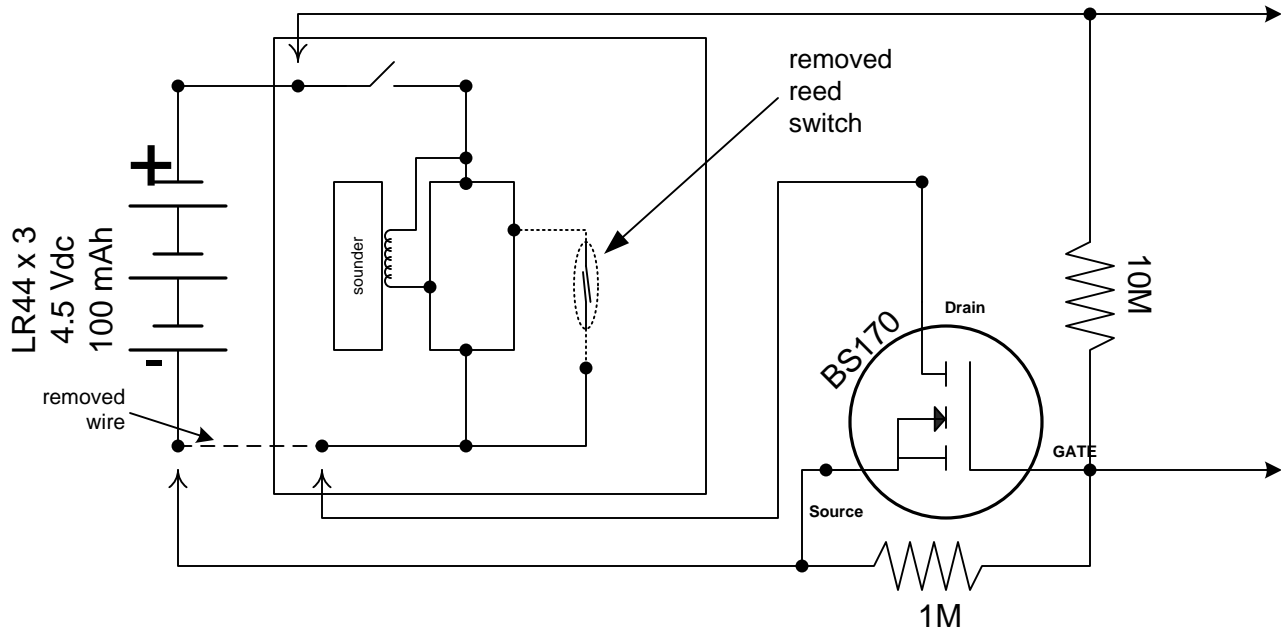 removed
reed
switch
+
LR44 x 3
4.5 Vdc
100 mAh
-
sounder
removed
wire
BS170
Drain
10M
GATE
Source
1M